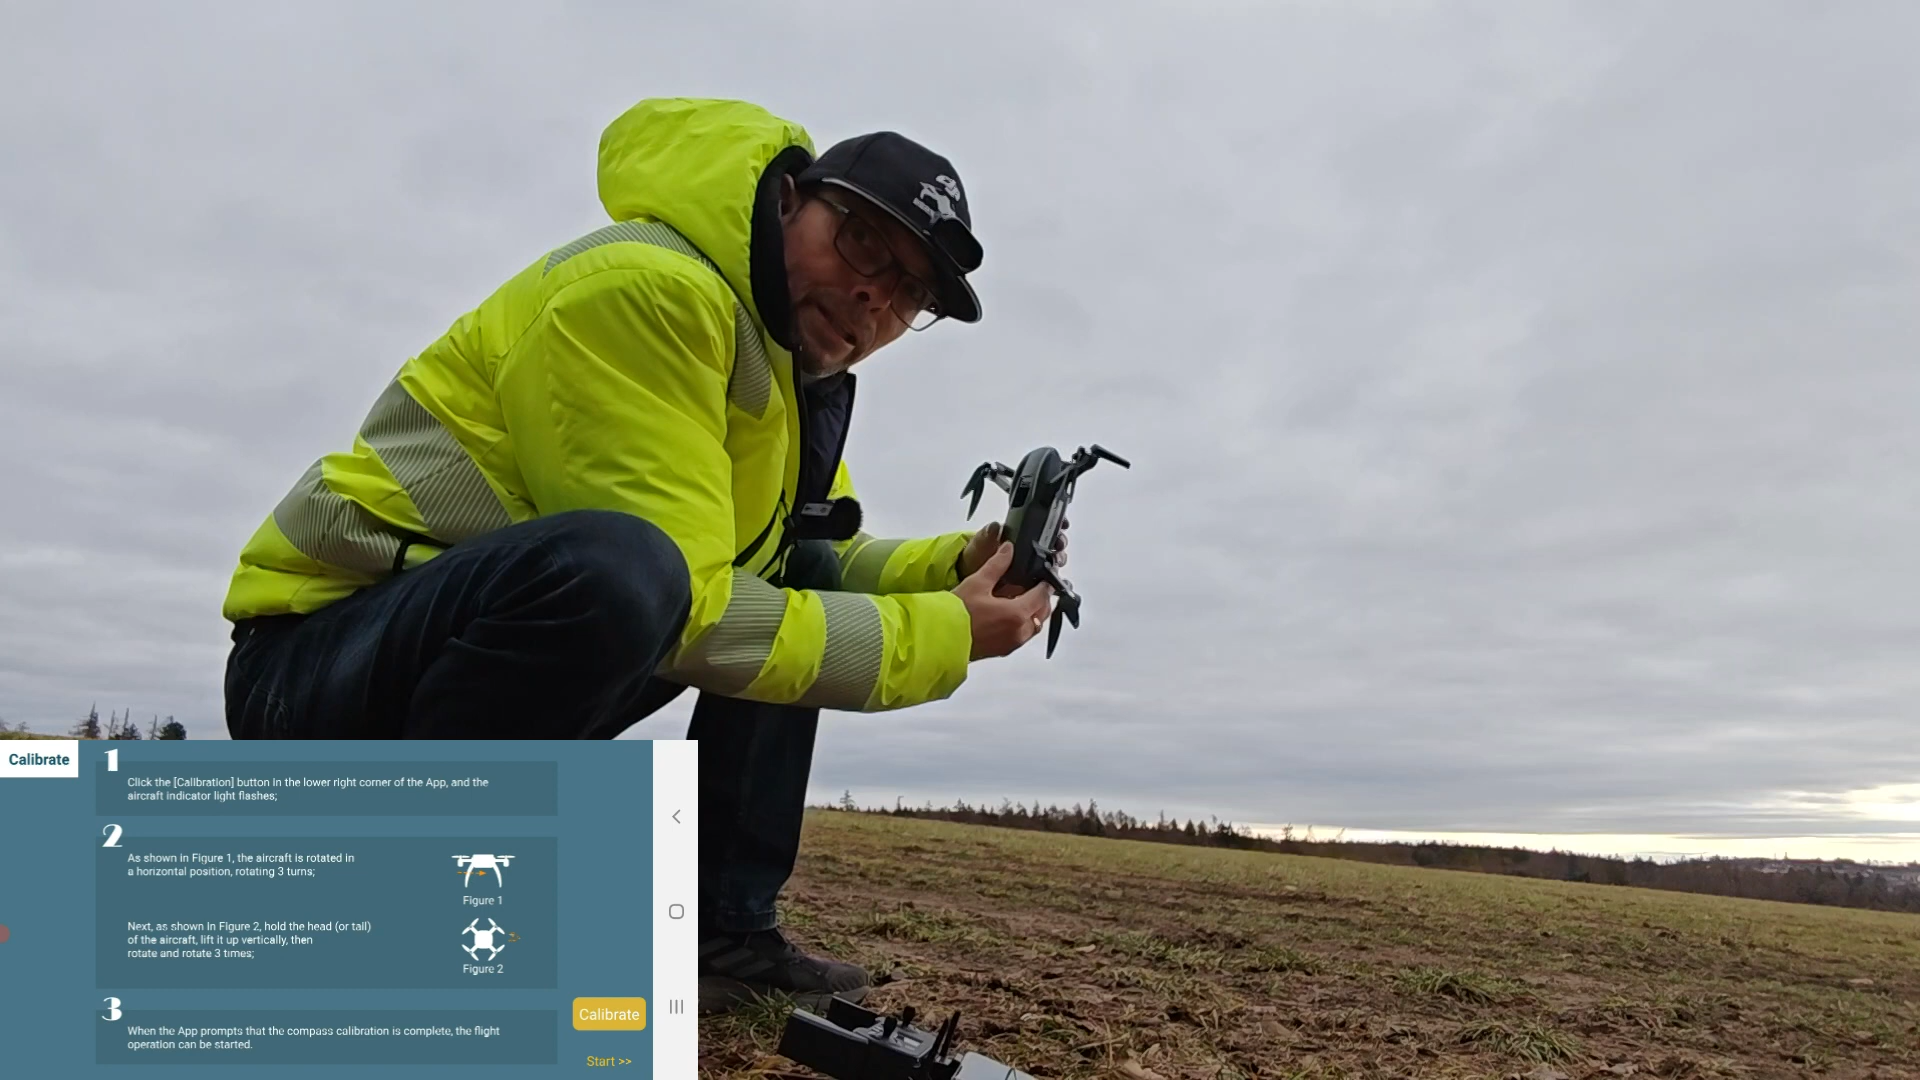 Calibrate
1
Click the [Calibration] button in the lower right corner of the App, and the
aircraft indicator light flashes;
2
As shown in Figure 1, the aircraft is rotated in
a horizontal position, rotating 3 turns;
Figure 1
Next, as shown in Figure 2, hold the head (or tail)
of the aircraft, lift it up vertically, then
rotate and rotate 3 times;
Figure 2
3
When the App prompts that the compass calibration is complete, the flight
operation can be started.
Calibrate
Start >>